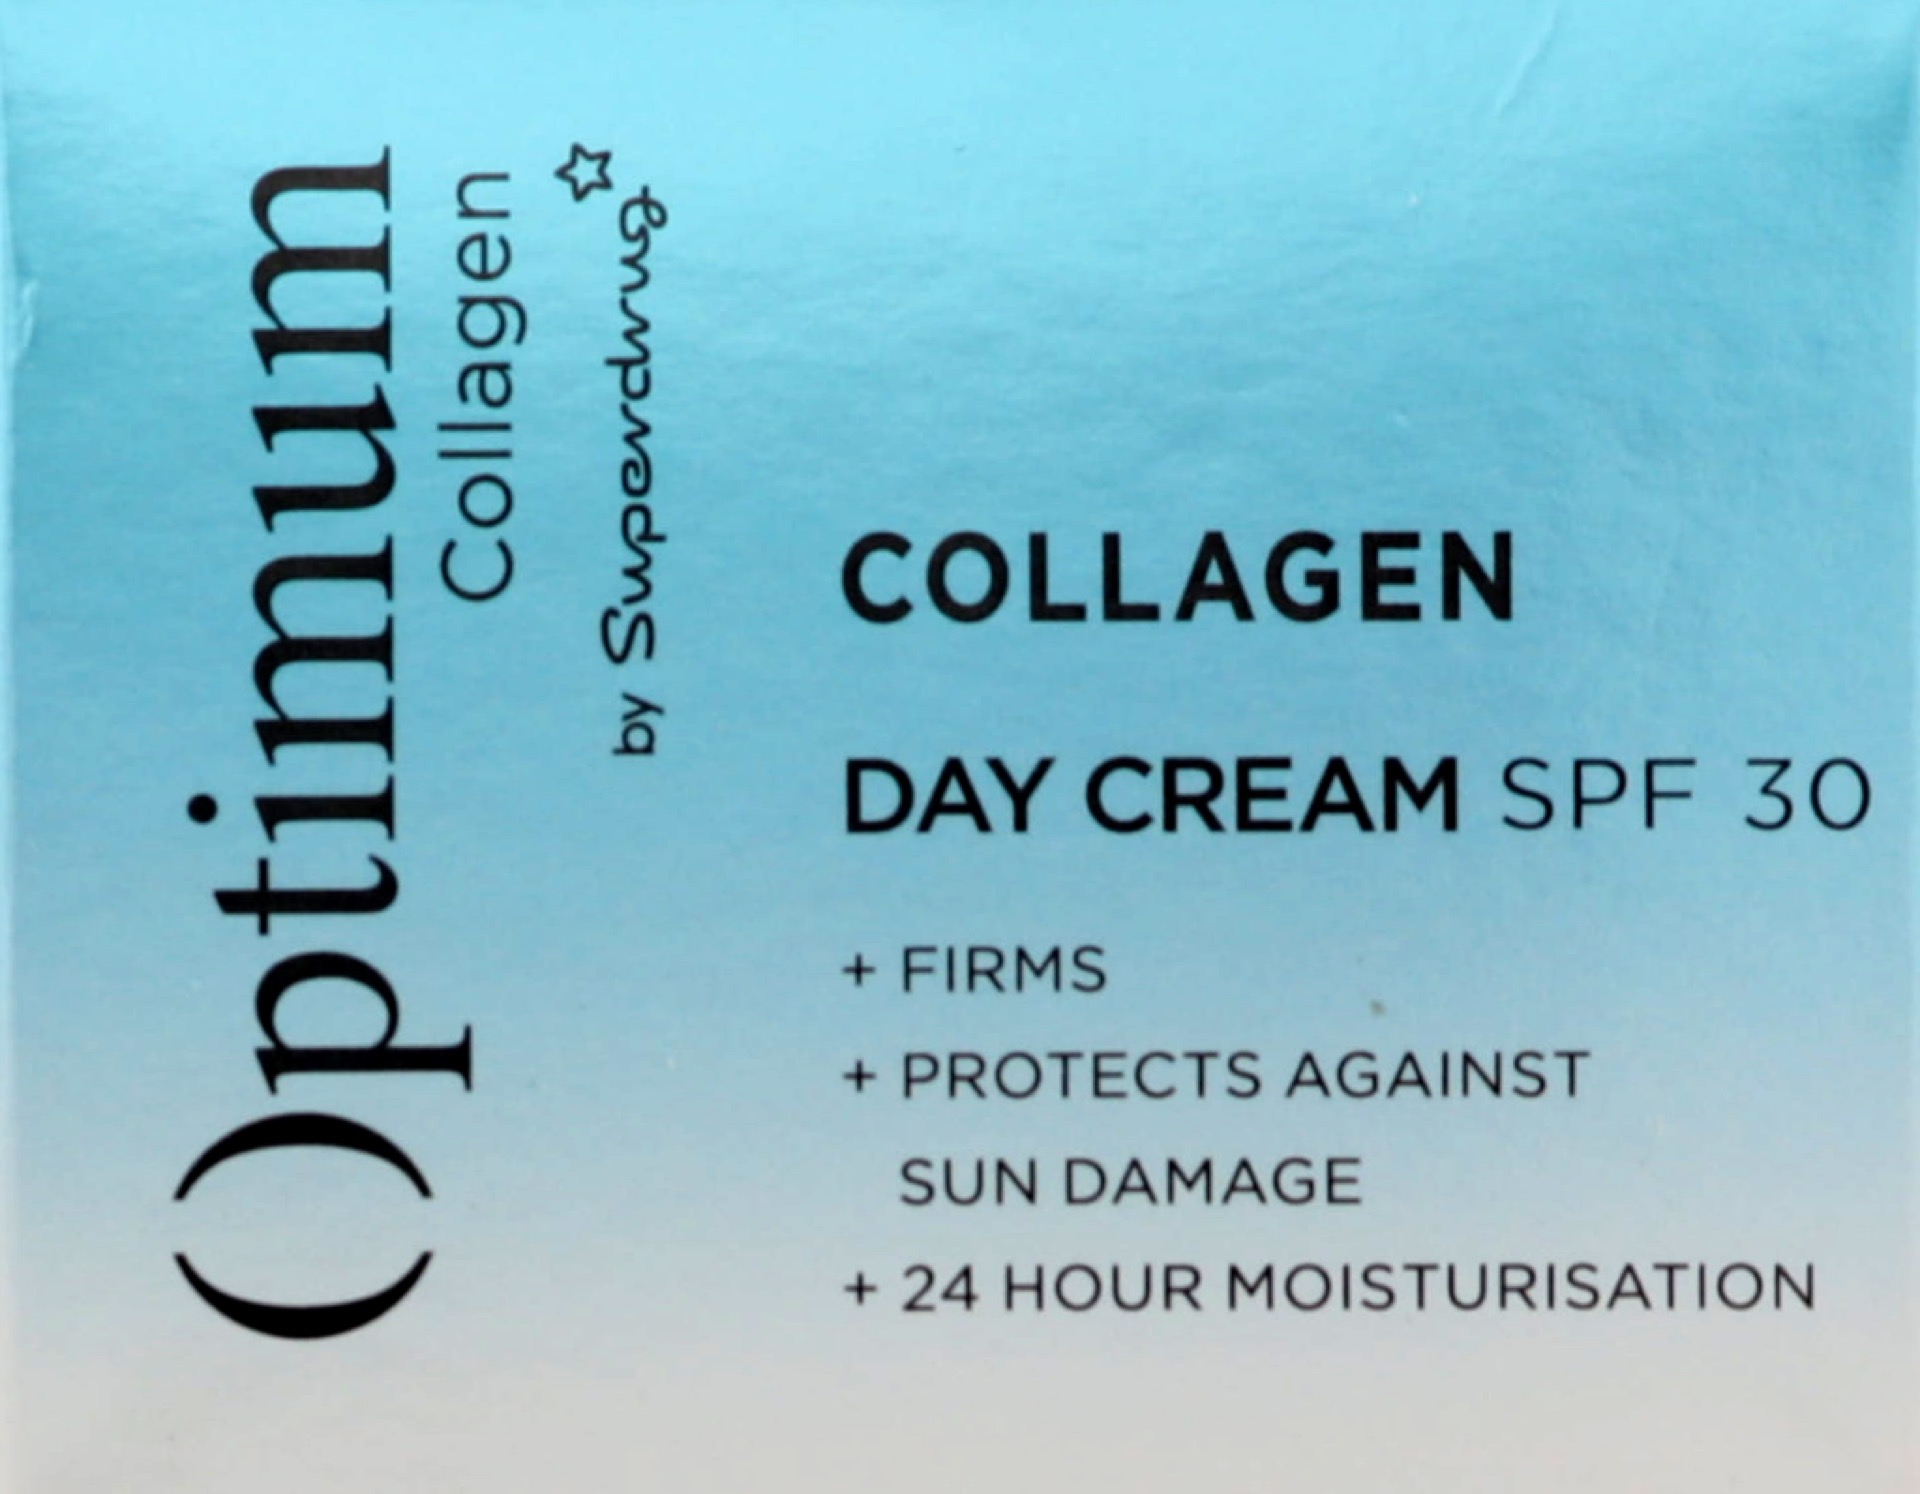 Optimum
Collagen
by Superdrug
COLLAGEN
DAY CREAM SPF 30
+ FIRMS
+ PROTECTS AGAINST
SUN DAMAGE
+ 24 HOUR MOISTURISATION